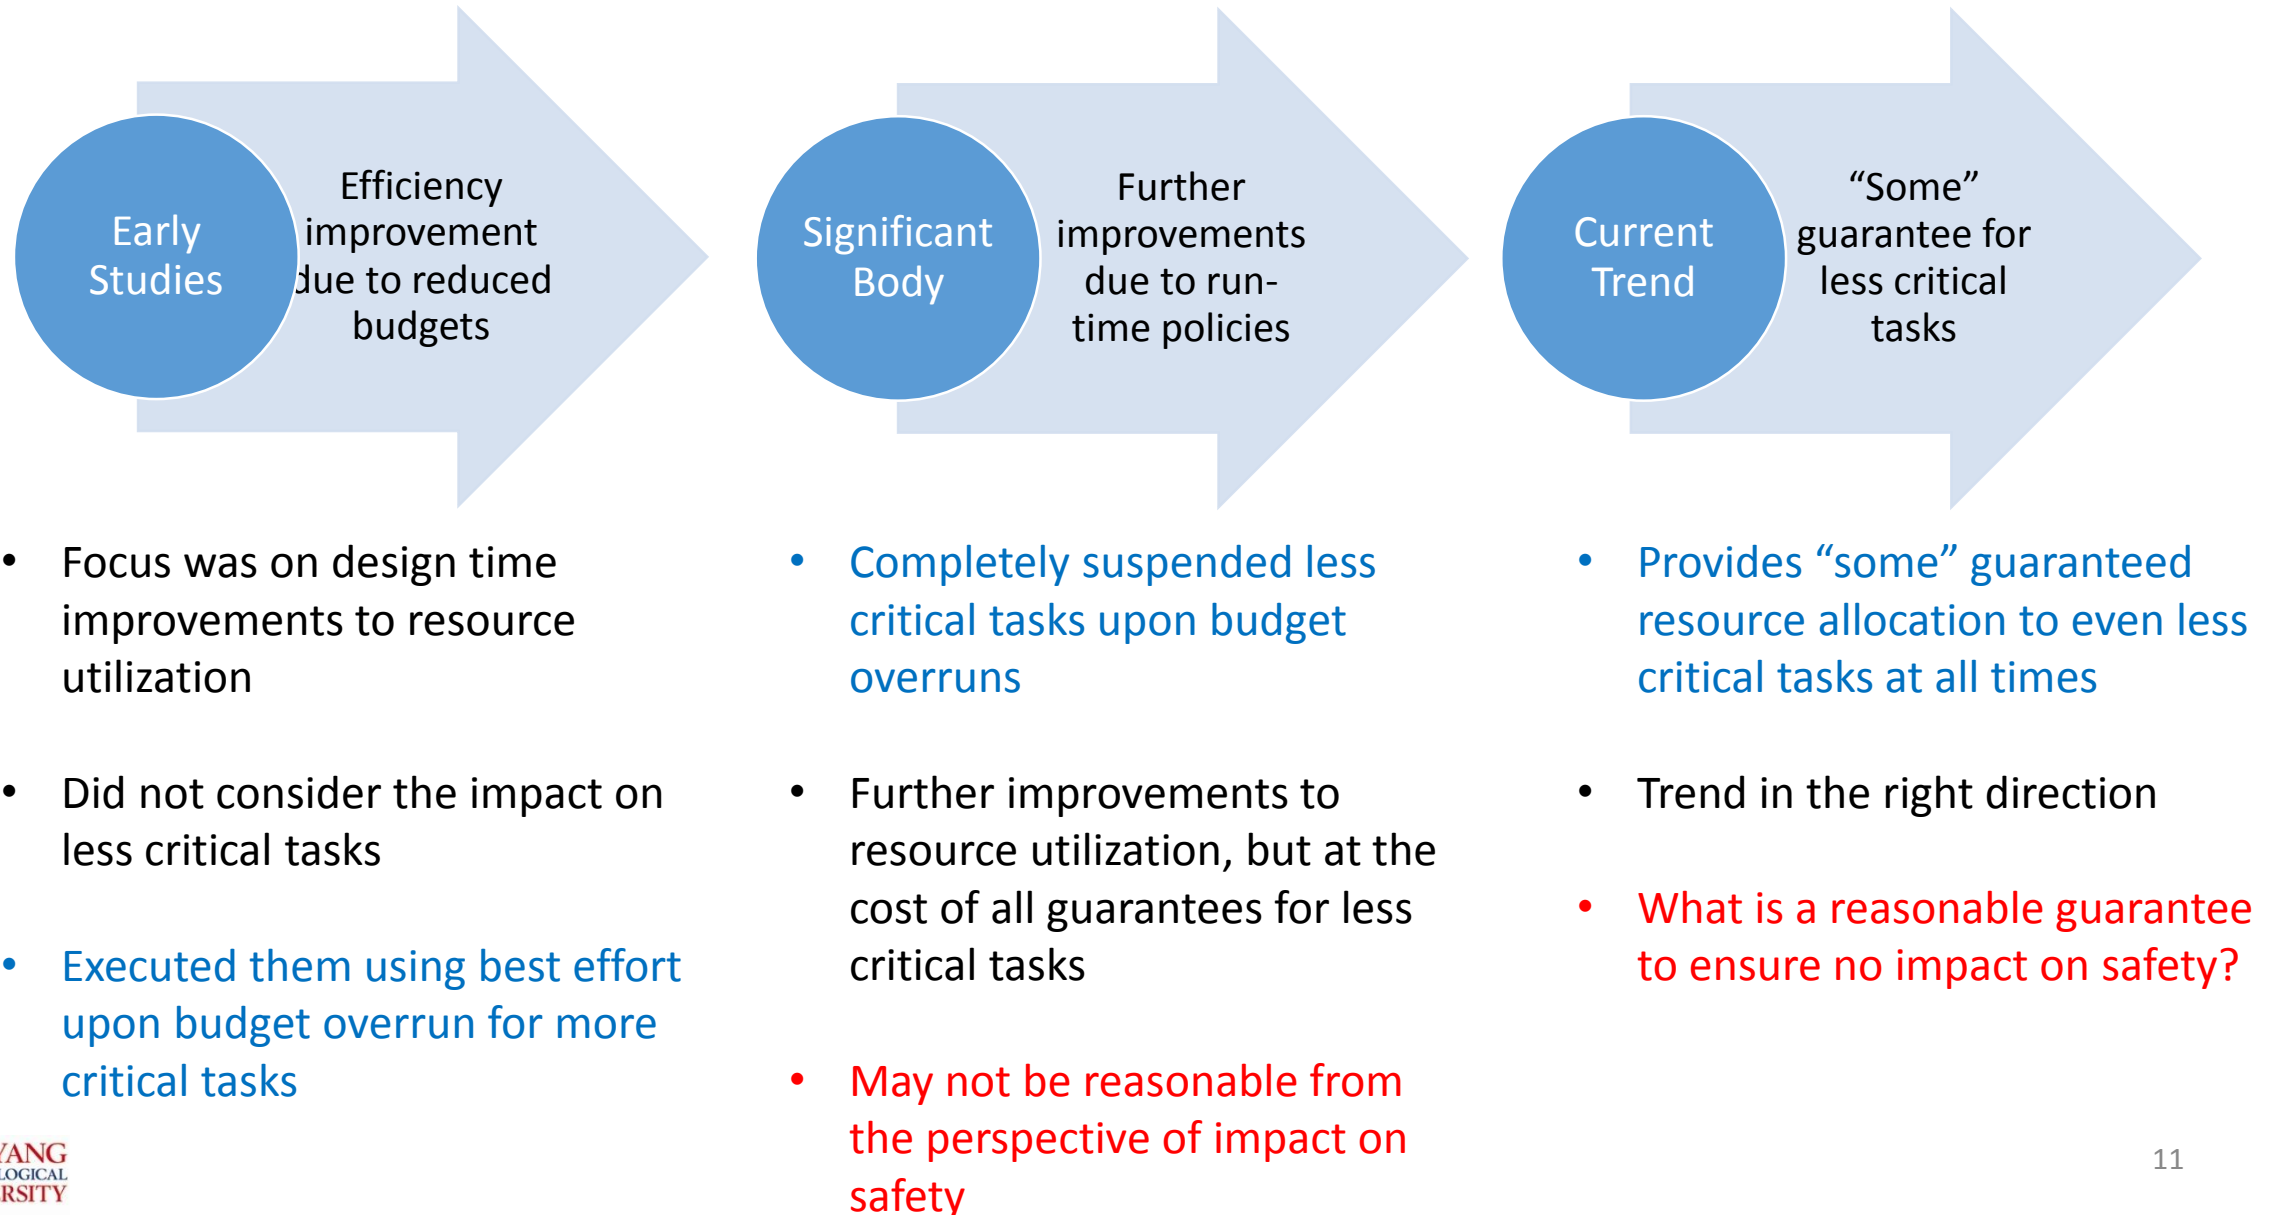 Early
Studies
Efficiency
improvement
due to reduced
budgets
Significant
Body
Further
improvements
due to run-
time policies
Current
Trend
“Some”
guarantee for
less critical
tasks
• Focus was on design time
improvements to resource
utilization
• Did not consider the impact on
less critical tasks
• Executed them using best effort
upon budget overrun for more
critical tasks
• Completely suspended less
critical tasks upon budget
overruns
• Further improvements to
resource utilization, but at the
cost of all guarantees for less
critical tasks
• May not be reasonable from
the perspective of impact on
safety
• Provides “some” guaranteed
resource allocation to even less
critical tasks at all times
• Trend in the right direction
• What is a reasonable guarantee
to ensure no impact on safety?
YANG
LOGICAL
ERSITY
11